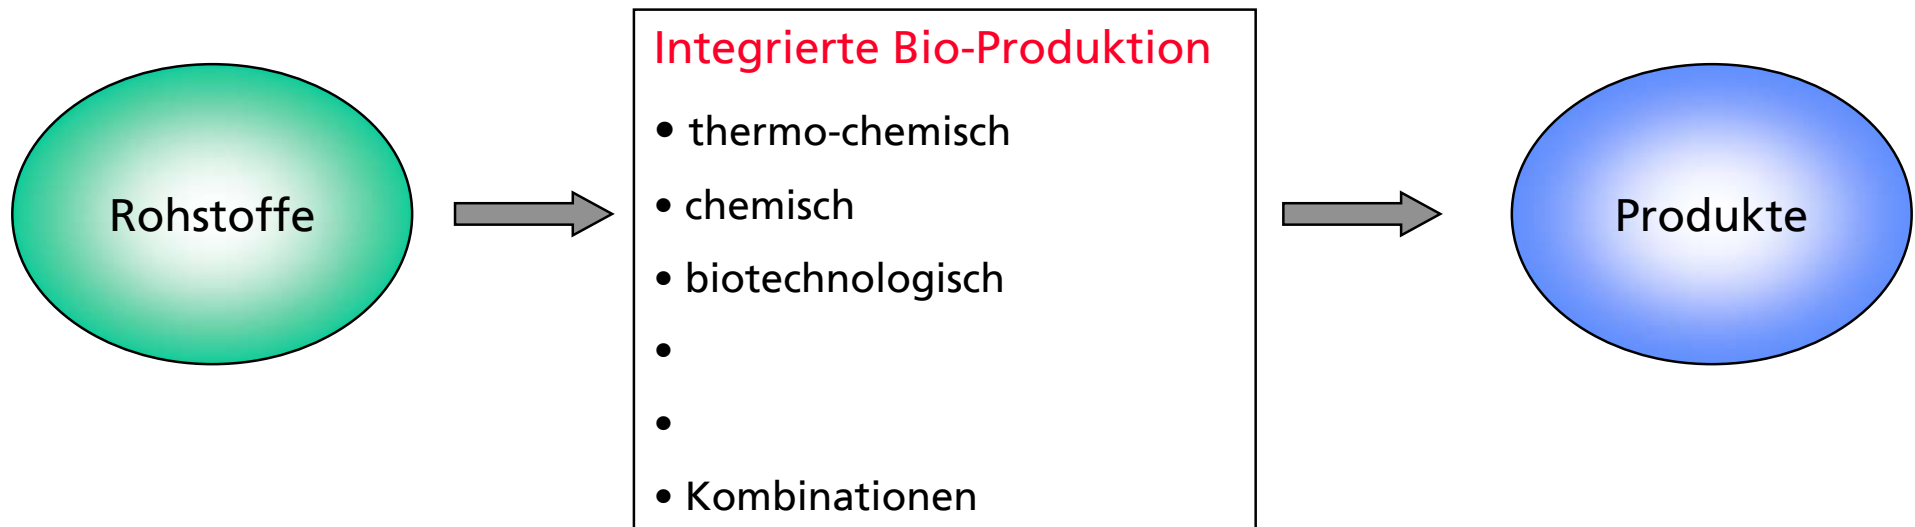 Rohstoffe
Integrierte Bio-Produktion
• thermo-chemisch
• chemisch
• biotechnologisch
•
•
• Kombinationen
Produkte